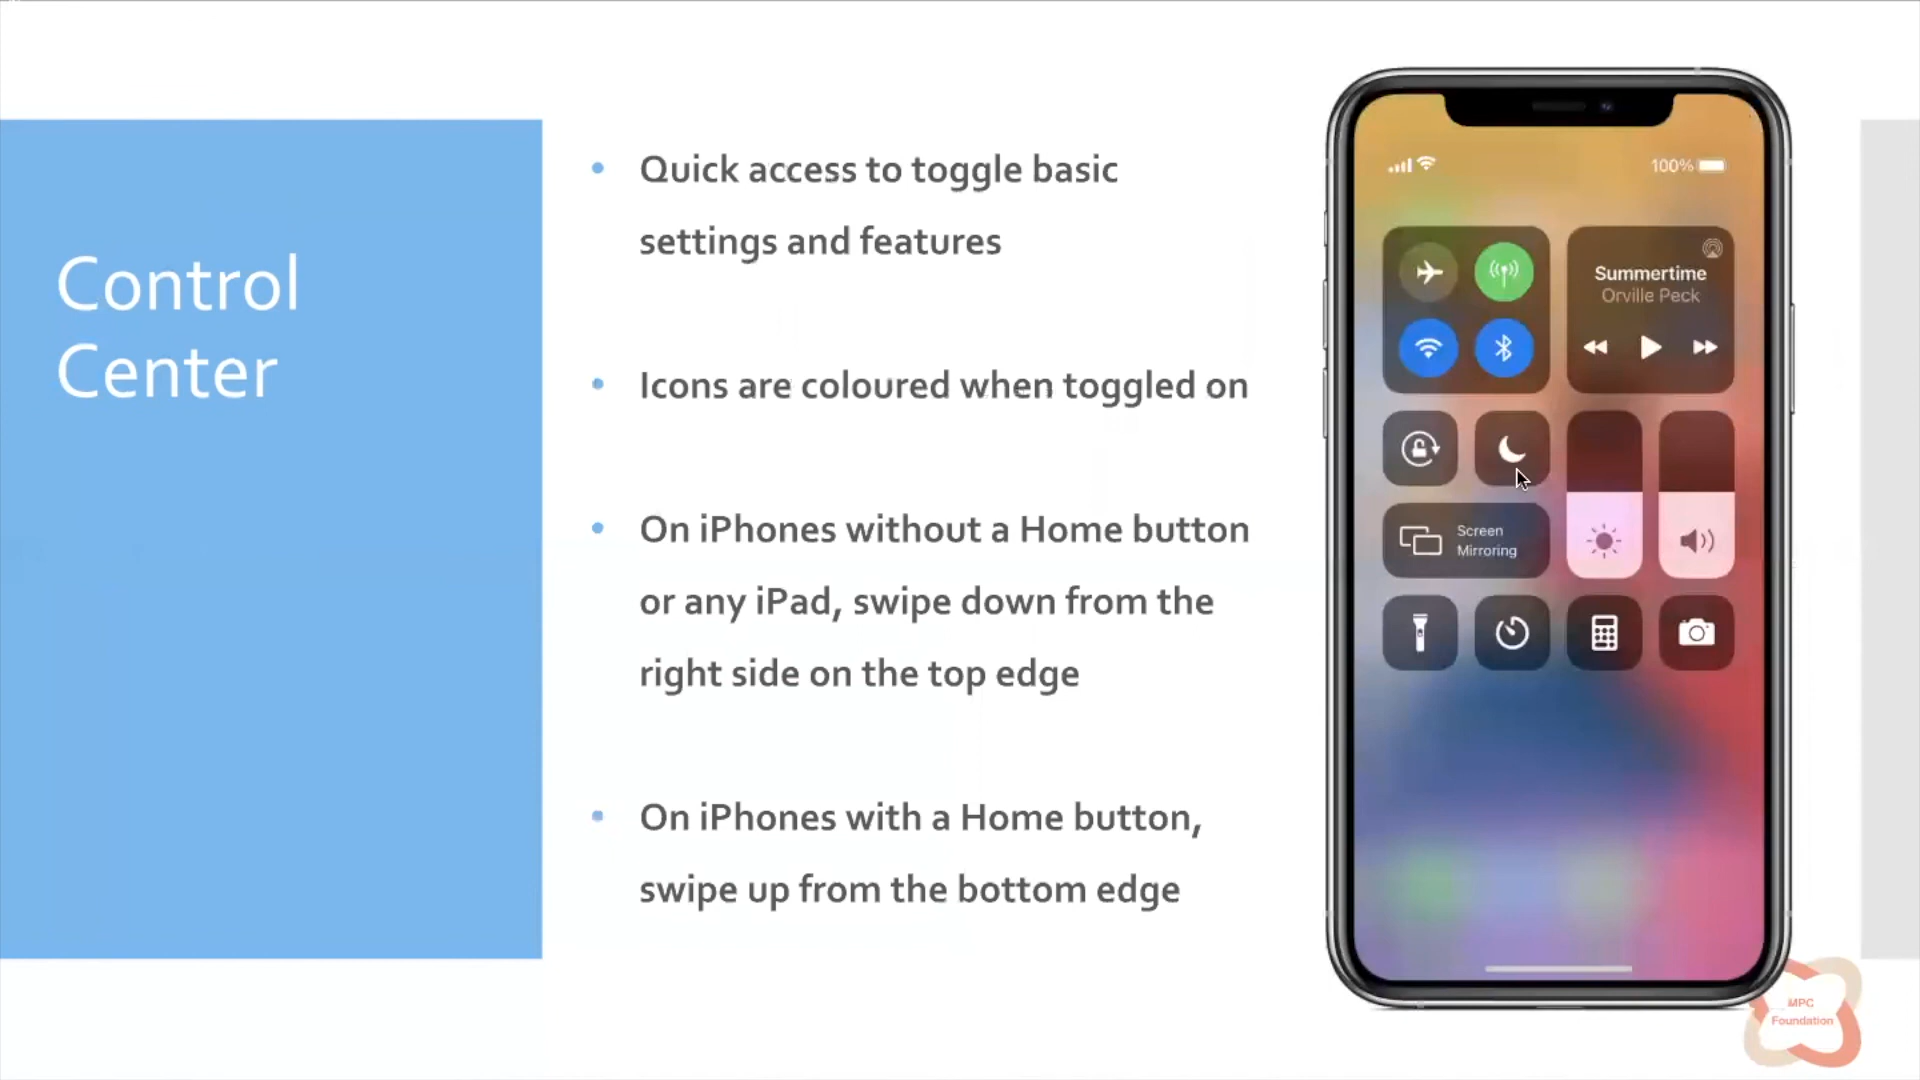 Control
Center
• Quick access to toggle basic
settings and features
• Icons are coloured when toggled on
• On iPhones without a Home button
or any iPad, swipe down from the
right side on the top edge
• On iPhones with a Home button,
swipe up from the bottom edge
100%
Summertime
Orville Peck
Screen
Mirroring
MPC
Foundation